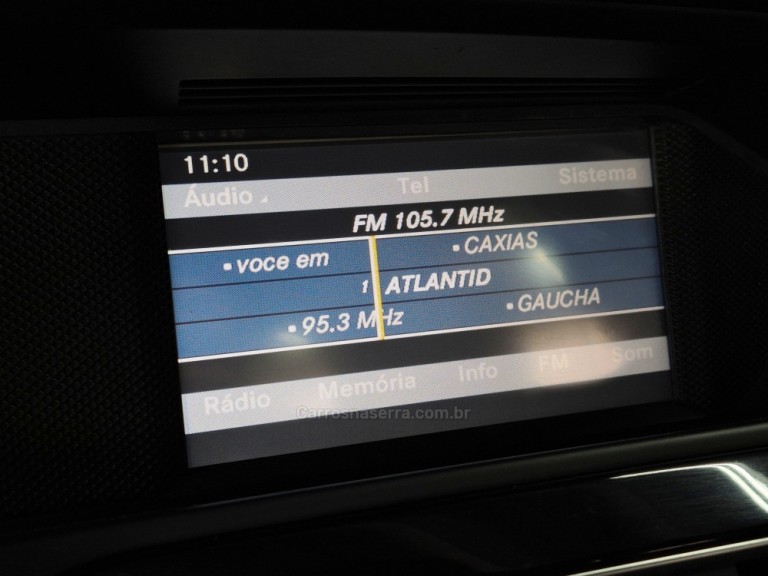 11:10
Áudio Tel Sistema
FM 105.7 MHz
•voce em •CAXIAS
1 ATLANTID
•95.3 MHz •GAUCHA
Rádio Memória Info FM Som
Carrosnaserra.com.br